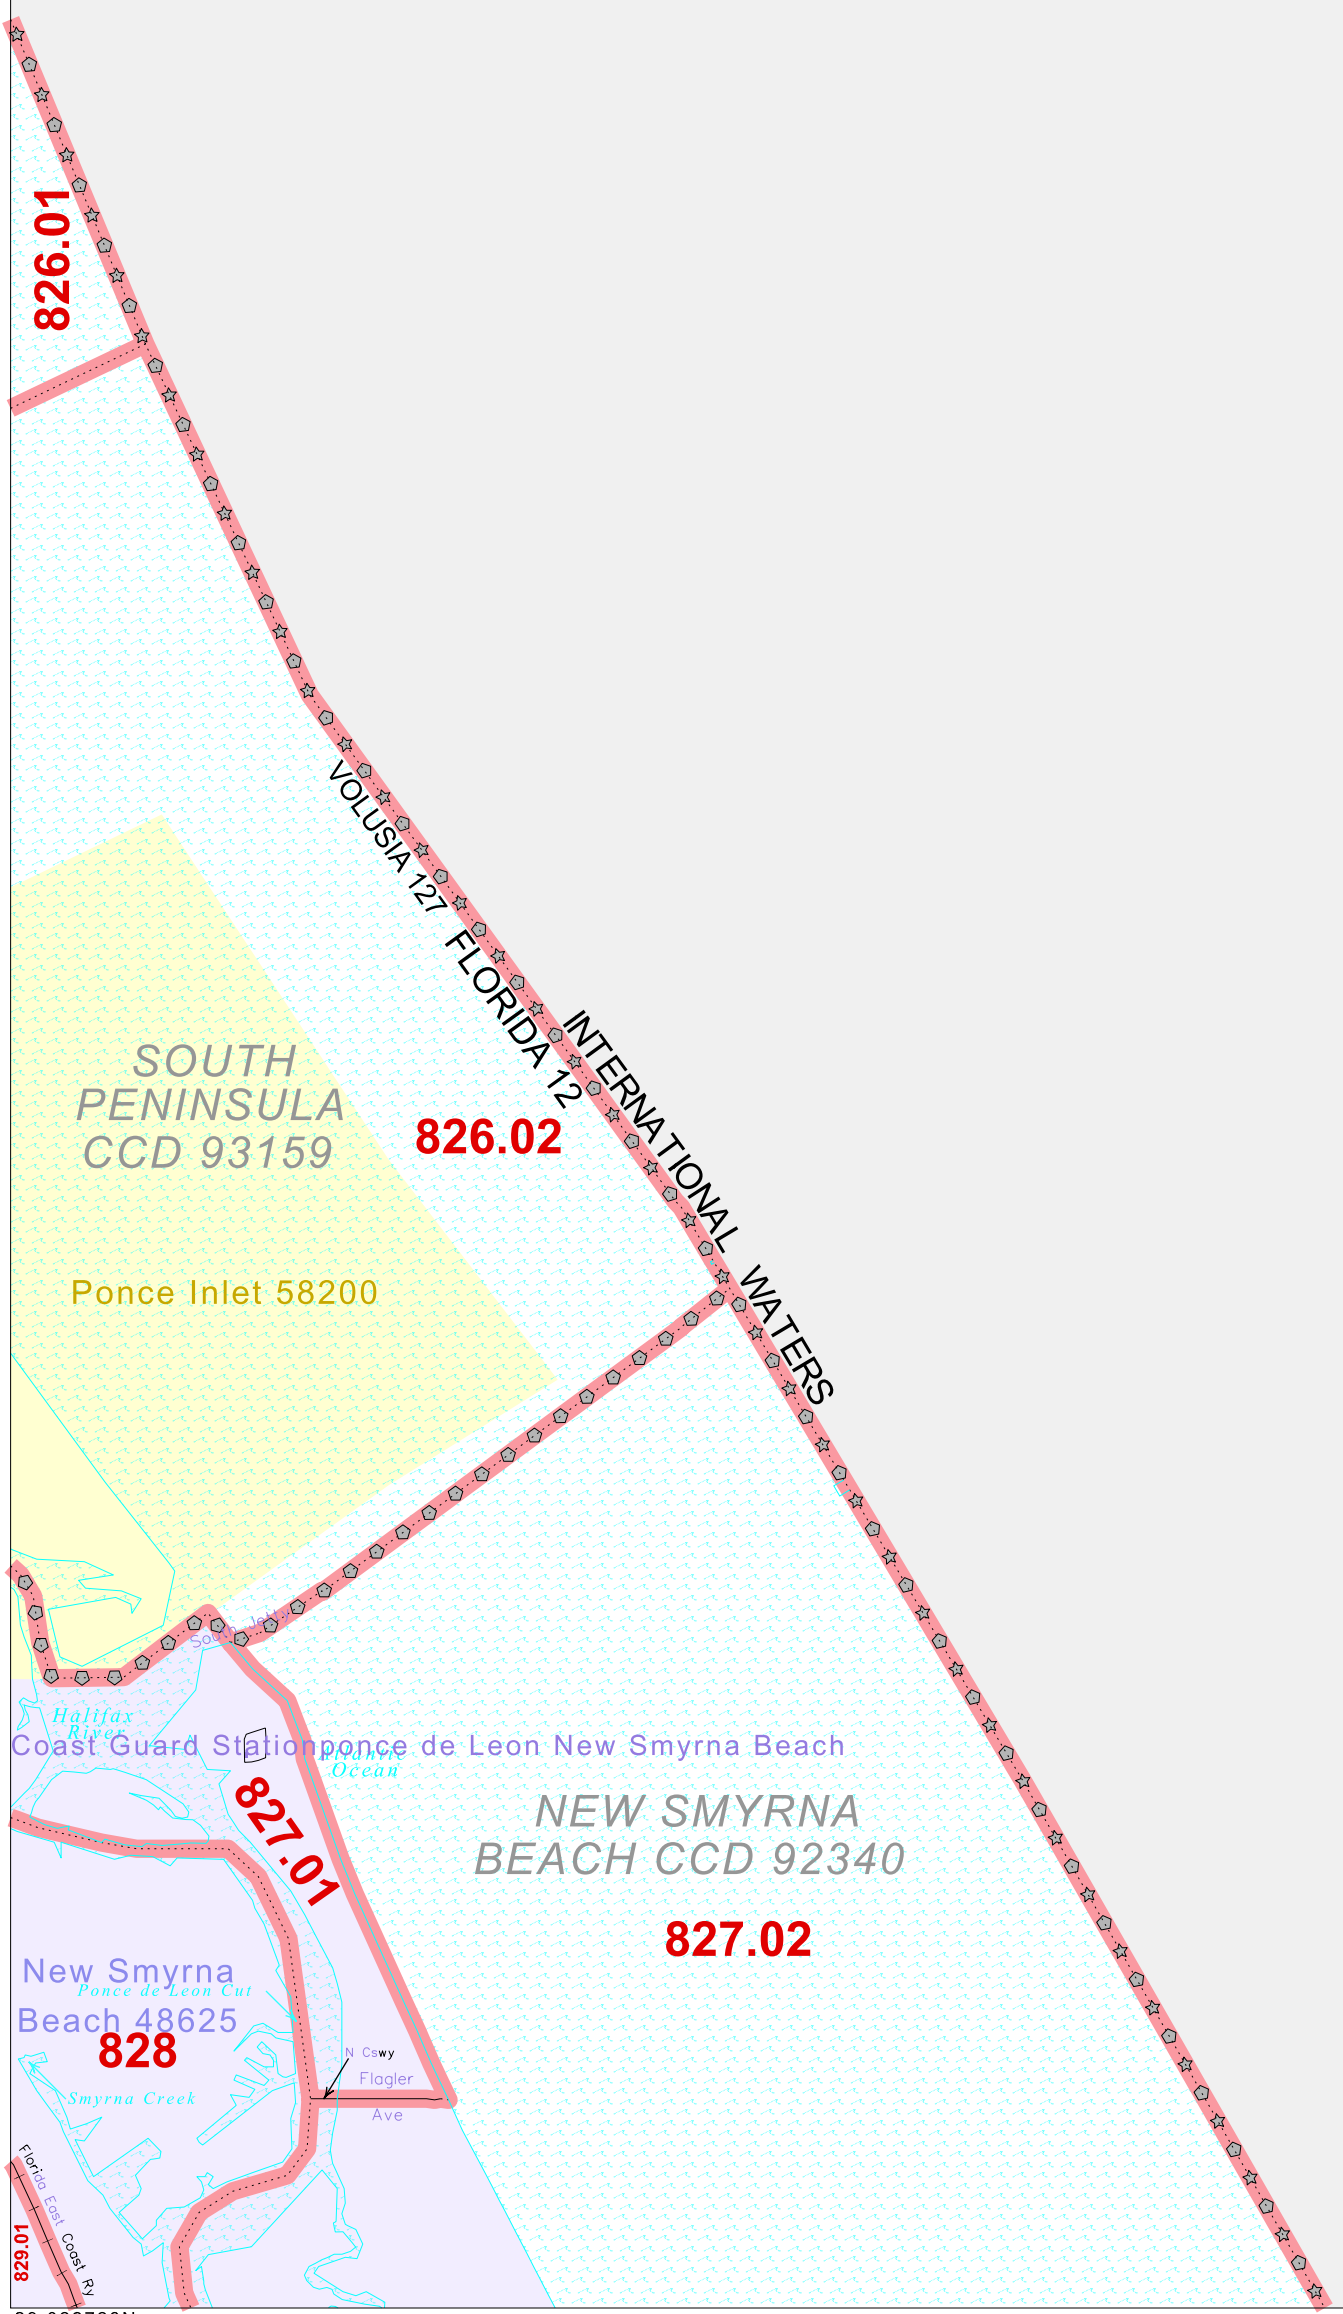 826.01
VOLUSIA 127
FLORIDA 12
INTERNATIONAL WATERS
SOUTH
PENINSULA
CCD 93159
826.02
Ponce Inlet 58200
South Jetty
Halifax
River
Coast Guard Stationponce de Leon New Smyrna Beach
Atlantic
Ocean
827.01
NEW SMYRNA
BEACH CCD 92340
827.02
New Smyrna
Ponce de Leon Cut
Beach 48625
828
N Cswy
Flagler
Ave
Smyrna Creek
Florida East Coast Ry
829.01